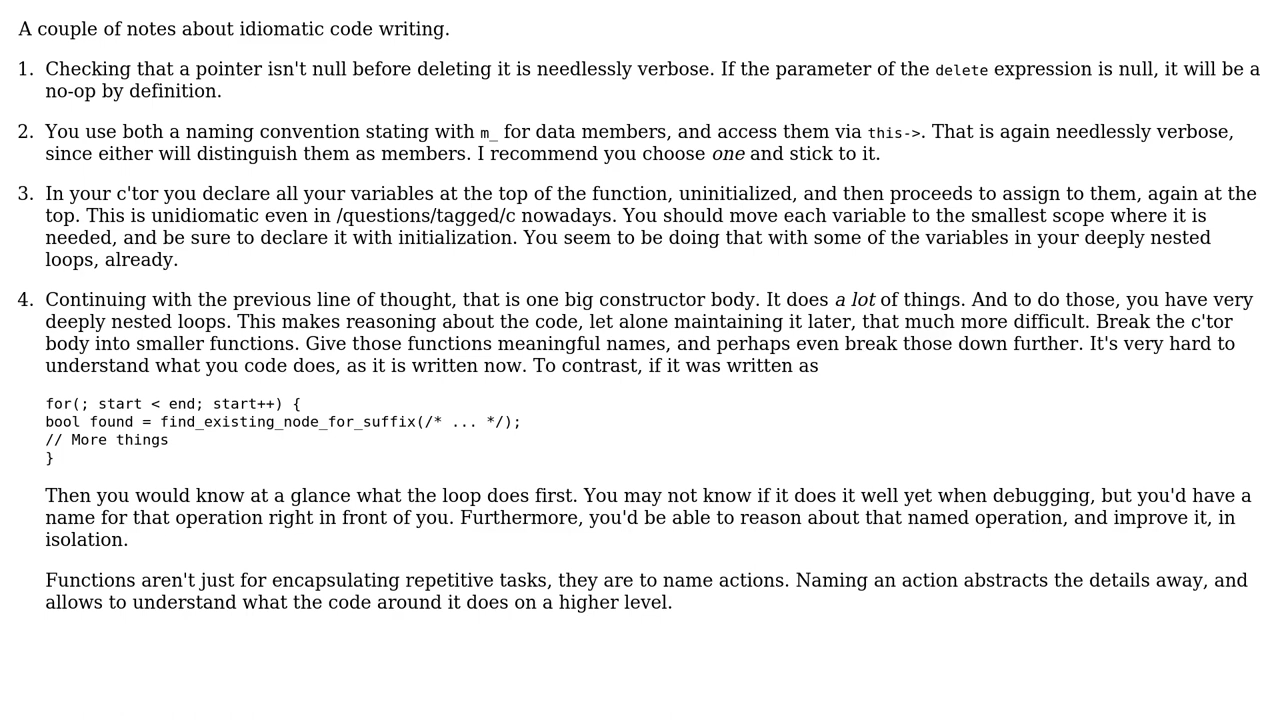 A couple of notes about idiomatic code writing.
1. Checking that a pointer isn't null before deleting it is needlessly verbose. If the parameter of the delete expression is null, it will be a
no-op by definition.
2. You use both a naming convention stating with m_ for data members, and access them via this->. That is again needlessly verbose,
since either will distinguish them as members. I recommend you choose one and stick to it.
3. In your c'tor you declare all your variables at the top of the function, uninitialized, and then proceeds to assign to them, again at the
top. This is unidiomatic even in /questions/tagged/c nowadays. You should move each variable to the smallest scope where it is
needed, and be sure to declare it with initialization. You seem to be doing that with some of the variables in your deeply nested
loops, already.
4. Continuing with the previous line of thought, that is one big constructor body. It does a lot of things. And to do those, you have very
deeply nested loops. This makes reasoning about the code, let alone maintaining it later, that much more difficult. Break the c'tor
body into smaller functions. Give those functions meaningful names, and perhaps even break those down further. It's very hard to
understand what you code does, as it is written now. To contrast, if it was written as
for(; start < end; start++) {
bool found = find_existing_node_for_suffix(/* ... */);
// More things
}
Then you would know at a glance what the loop does first. You may not know if it does it well yet when debugging, but you'd have a
name for that operation right in front of you. Furthermore, you'd be able to reason about that named operation, and improve it, in
isolation.
Functions aren't just for encapsulating repetitive tasks, they are to name actions. Naming an action abstracts the details away, and
allows to understand what the code around it does on a higher level.